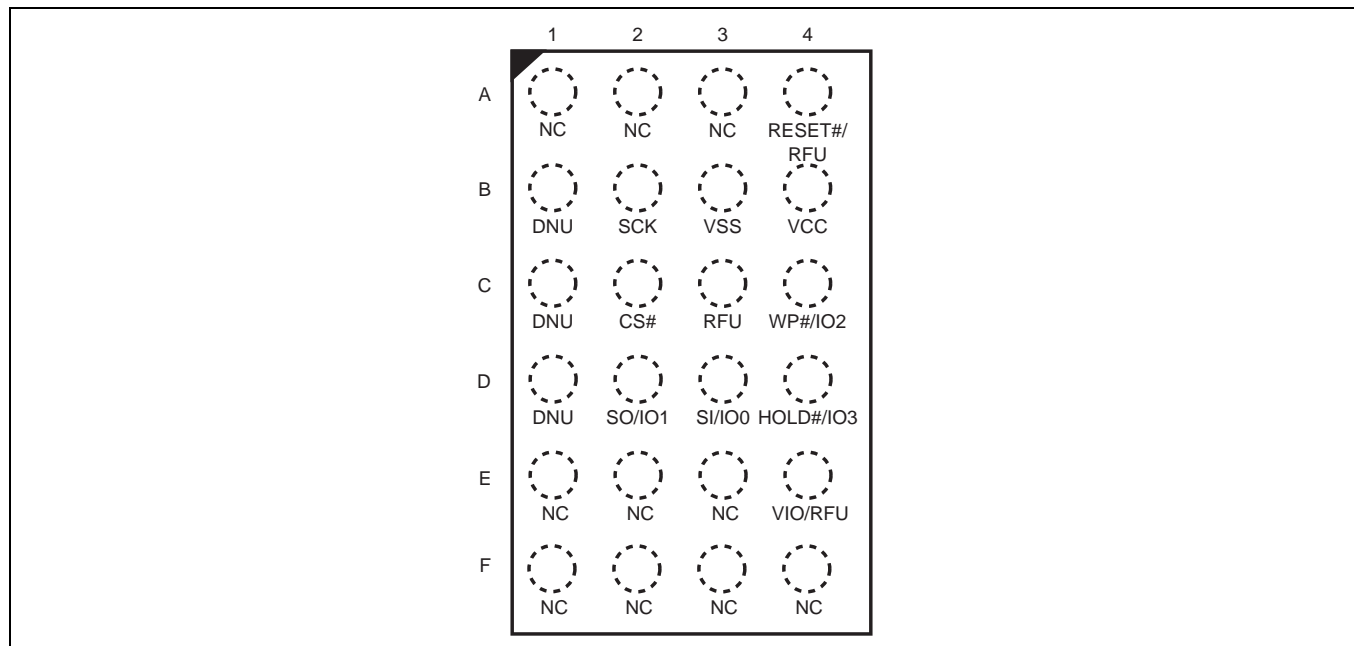 1 2 3 4
A
NC NC NC RESET#/
RFU
B
DNU SCK VSS VCC
C
DNU CS# RFU WP#/IO2
D
DNU SO/IO1 SI/IO0 HOLD#/IO3
E
NC NC NC VIO/RFU
F
NC NC NC NC